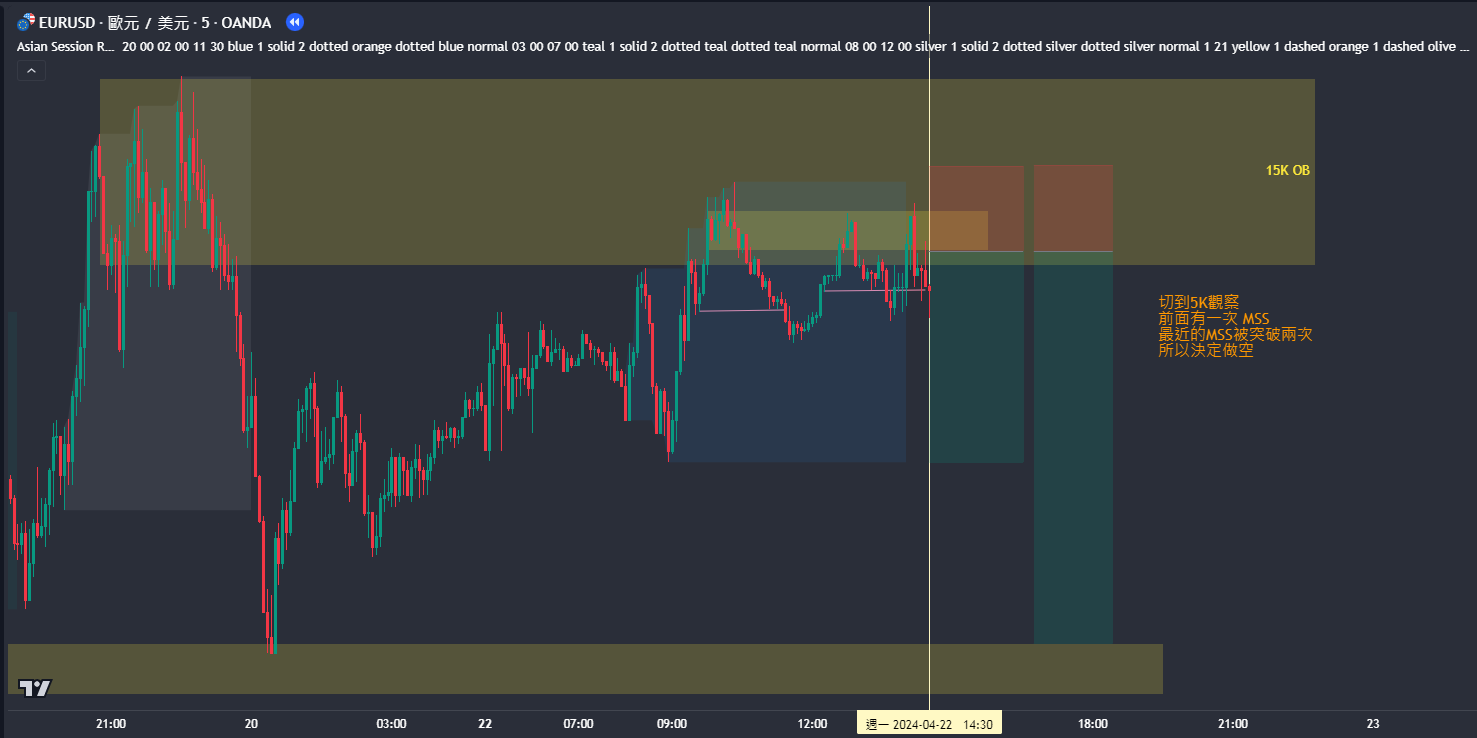 EURUSD · 歐元 / 美元 · 5 · OANDA
Asian Session R... 20 00 02 00 11 30 blue 1 solid 2 dotted orange dotted blue normal 03 00 07 00 teal 1 solid 2 dotted teal dotted teal normal 08 00 12 00 silver 1 solid 2 dotted silver dotted silver normal 1 21 yellow 1 dashed orange 1 dashed olive ...
15K OB
切到5K觀察
前面有一次 MSS
最近的MSS被突破兩次
所以決定做空
21:00 20 03:00 22 07:00 09:00 12:00 週一 2024-04-22 14:30 18:00 21:00 23